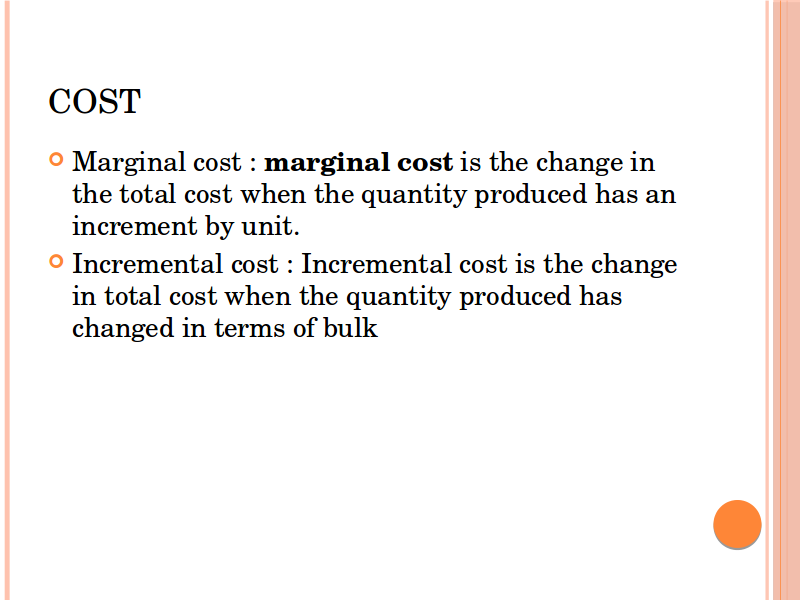 COST
Marginal cost : marginal cost is the change in
the total cost when the quantity produced has an
increment by unit.
Incremental cost : Incremental cost is the change
in total cost when the quantity produced has
changed in terms of bulk